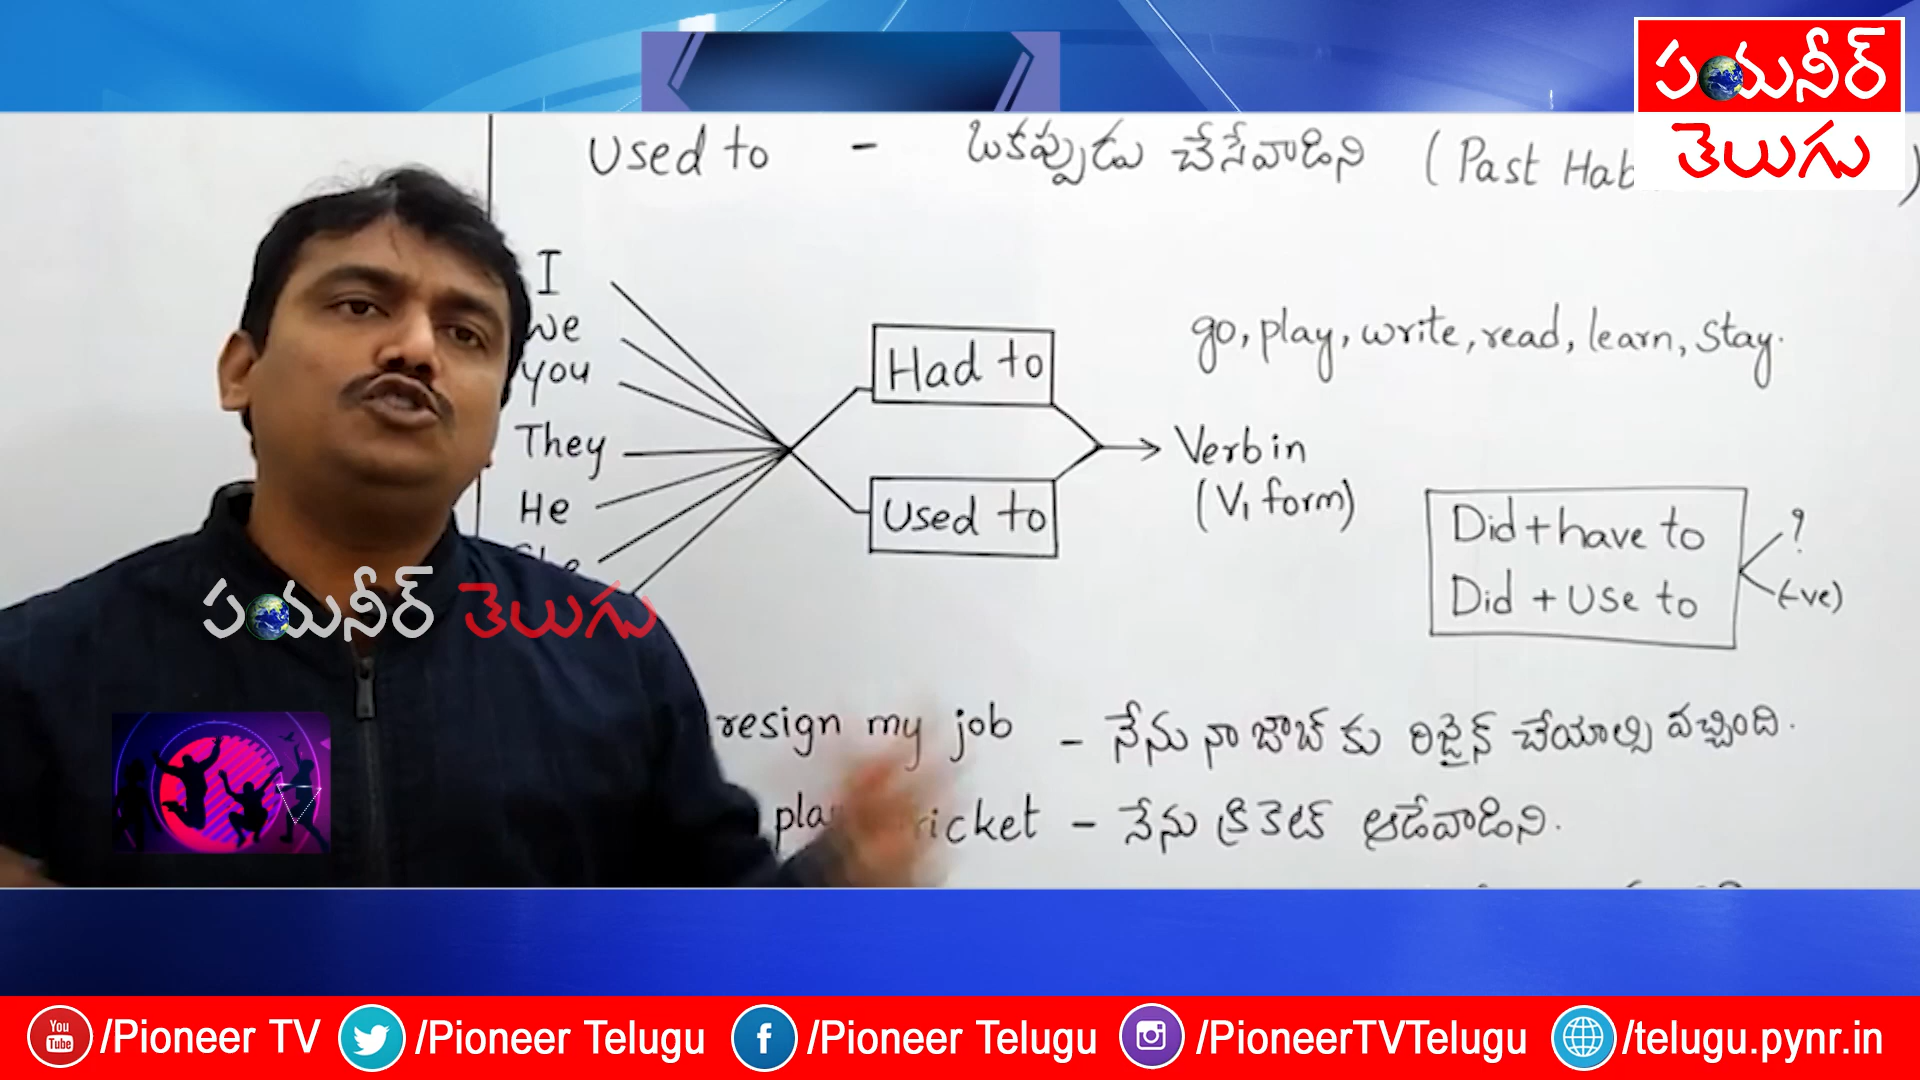 పయనీర్
తెలుగు
Used to - ఒకప్పుడు చేసేవాడిని (Past Hab
I
We
you
They
He
Had to
Used to
go, play, write, read, learn, stay.
Verb in
(V1 form)
Did + have to
Did + Use to
?
(-ve)
పయనీర్ తెలుగు
resign my job - నేను నా జాబ్ కు రిజైన్ చేయాల్సి వచ్చింది.
play cricket - నేను క్రికెట్ ఆడేవాడిని.
You Tube /Pioneer TV /Pioneer Telugu f /Pioneer Telugu /PioneerTVTelugu /telugu.pynr.in